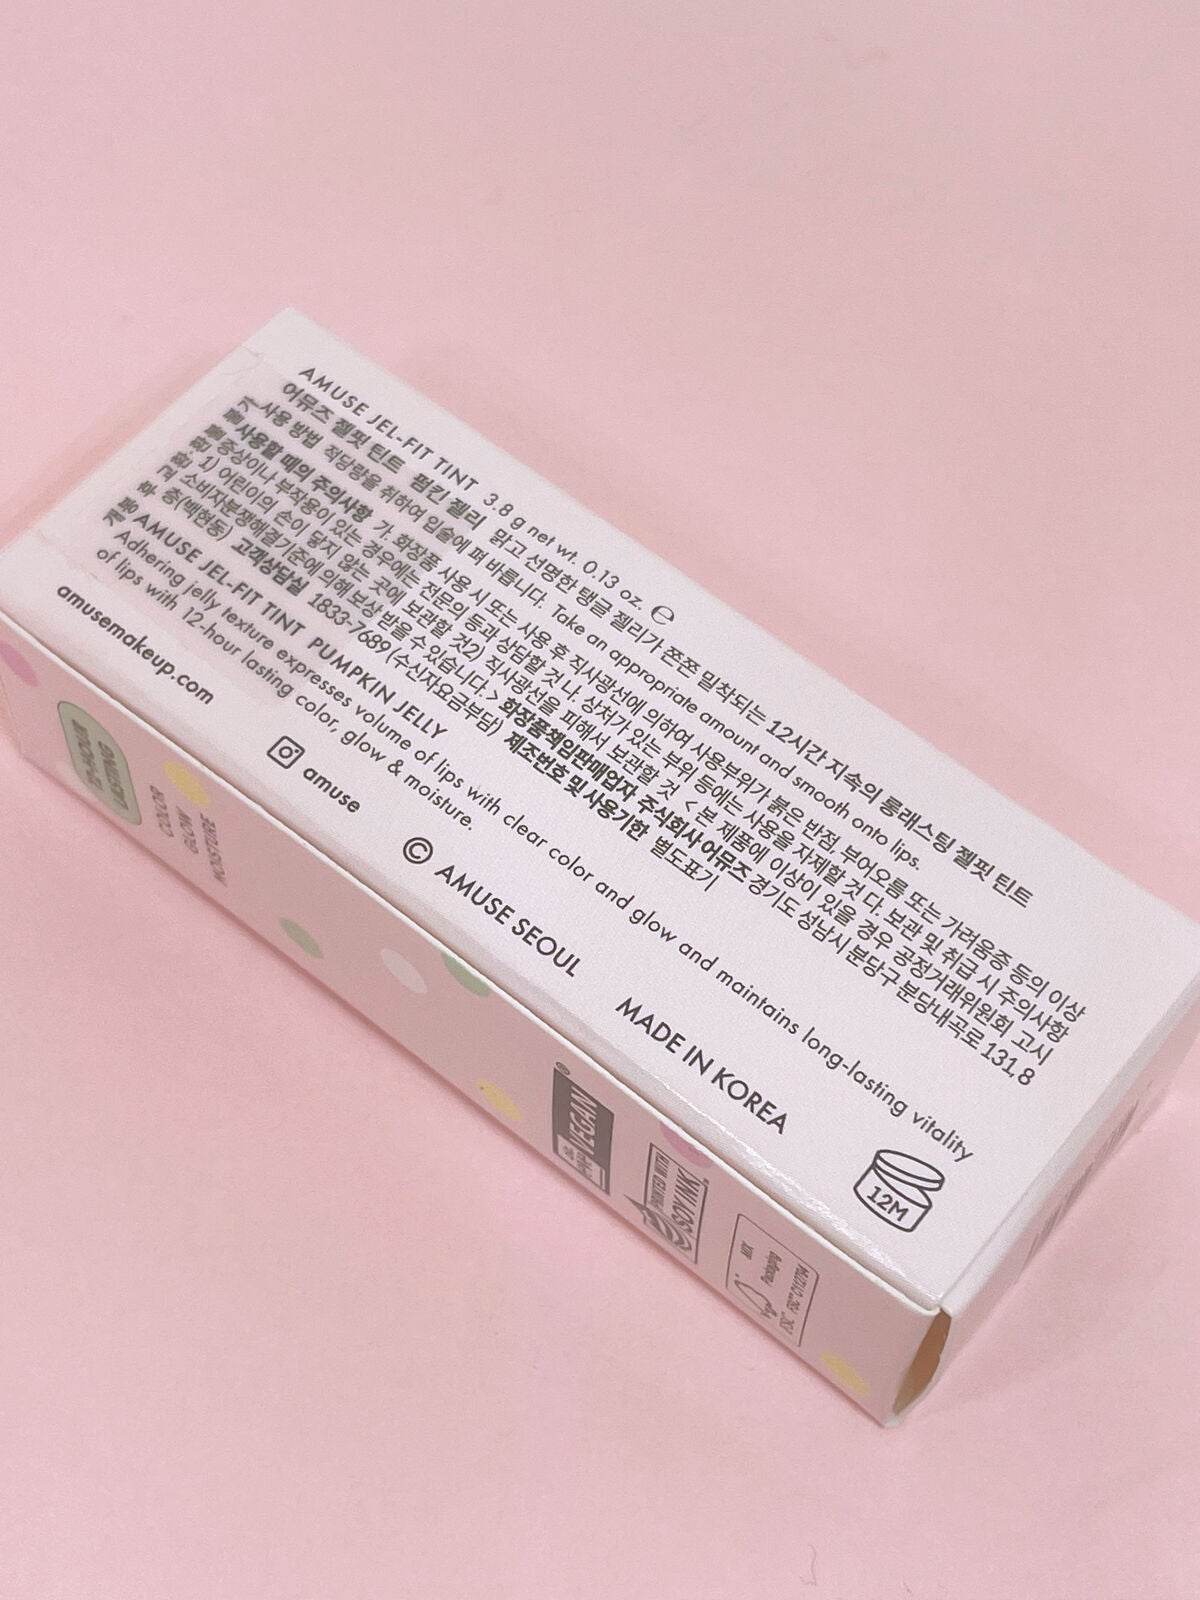 AMUSE JEL-FIT TINT 3.8 g net wt. 0.13 oz. ℮
어뮤즈 젤핏 틴트 펌킨 젤리 맑고 선명한 탱글 젤리가 쫀쫀 밀착되는 12시간 지속의 롱래스팅 젤핏 틴트
사용 방법 적당량을 취하여 입술에 펴 바릅니다. Take an appropriate amount and smooth onto lips.
사용할 때의 주의사항 가. 화장품 사용 시 또는 사용 후 직사광선에 의하여 사용부위가 붉은 반점, 부어오름 또는 가려움증 등의 이상
증상이나 부작용이 있는 경우에는 전문의 등과 상담할 것 나. 상처가 있는 부위 등에는 사용을 자제할 것 다. 보관 및 취급 시 주의사항
1) 어린이의 손이 닿지 않는 곳에 보관할 것 2) 직사광선을 피해서 보관할 것 < 본 제품에 이상이 있을 경우 공정거래위원회 고시
소비자분쟁해결기준에 의해 보상 받을 수 있습니다. > 화장품책임판매업자 주식회사 어뮤즈 경기도 성남시 분당구 분당내곡로 131, 8
층(백현동) 고객상담실 1833-7689 (수신자요금부담) 제조번호 및 사용기한 별도표기
AMUSE JEL-FIT TINT PUMPKIN JELLY
Adhering jelly texture expresses volume of lips with clear color and glow and maintains long-lasting vitality
of lips with 12-hour lasting color, glow & moisture.
amusemakeup.com
amuse
© AMUSE SEOUL
MADE IN KOREA
12M
12-HOUR
LASTING
COLOR
GLOW
MOISTURE
VEGAN
PRINTED WITH
SOY INK
MIX
Packaging
FSC